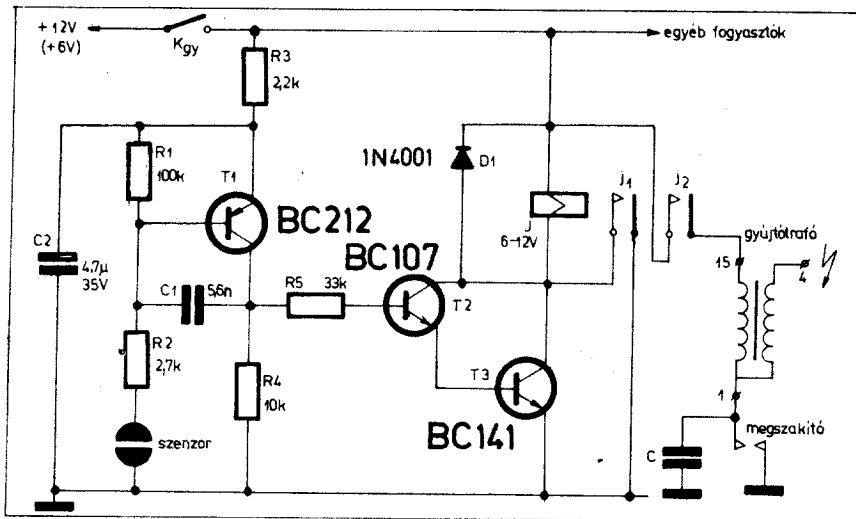 +12V
(+6V)
Kgy
egyéb fogyasztók
R3
2,2k
R1
100k
T1
BC212
1N4001
D1
J
6-12V
j1
j2
gyújtótrafó
15
4
C2
4,7µ
35V
C1
5,6n
R5
33k
BC107
T2
R2
2,7k
R4
10k
T3
BC141
szenzor
1
megszakító
C